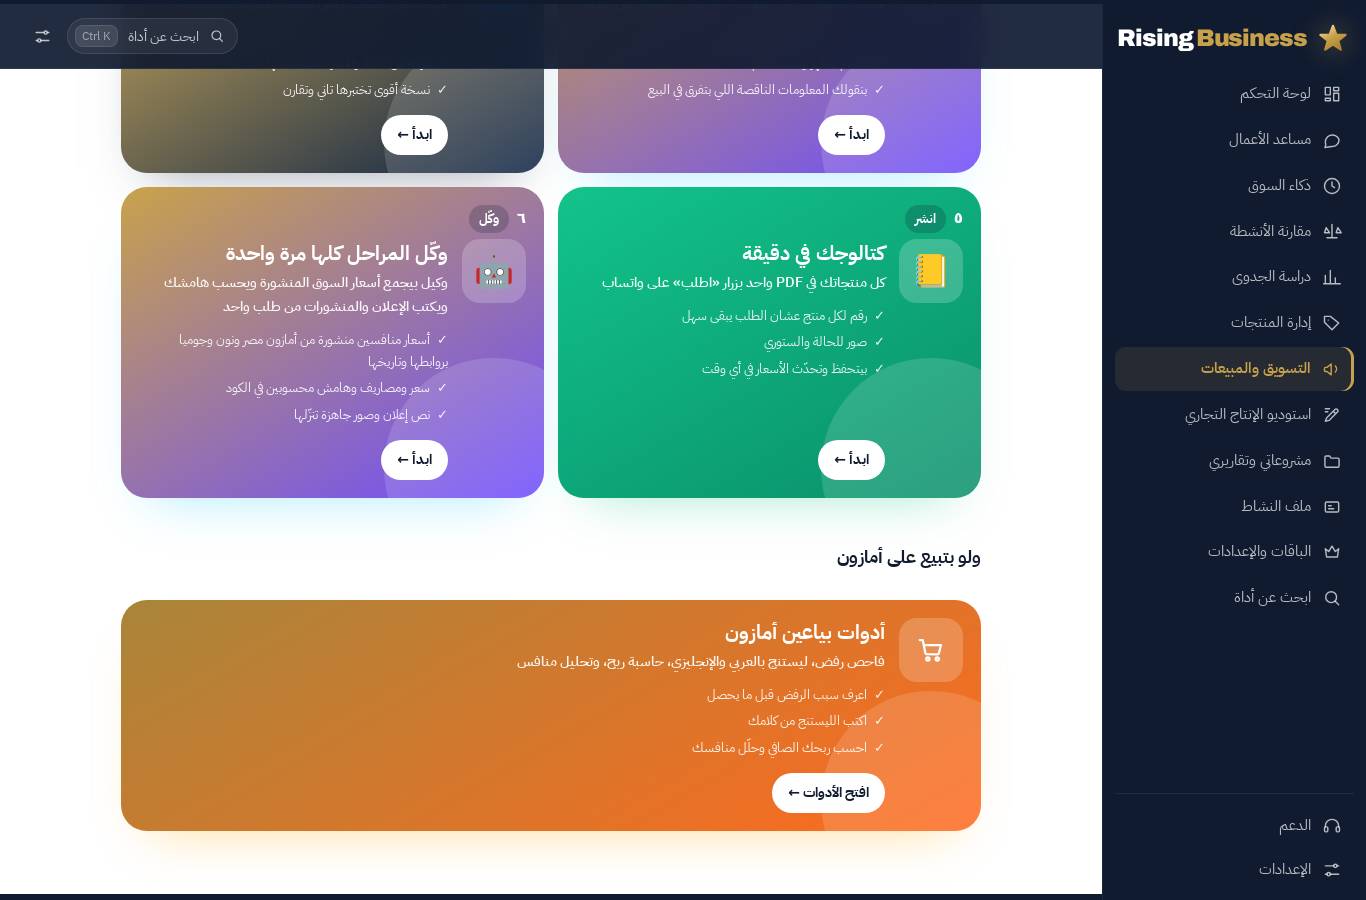 Rising Business
لوحة التحكم
مساعد الأعمال
ذكاء السوق
مقارنة الأنشطة
دراسة الجدوى
إدارة المنتجات
التسويق والمبيعات
استوديو الإنتاج التجاري
مشروعاتي وتقاريري
ملف النشاط
الباقات والإعدادات
ابحث عن أداة
الدعم
الإعدادات
ابحث عن أداة Ctrl K
✓ بنقولك المعلومات الناقصة اللي بتفرق في البيع
ابدأ ←
✓ نسخة أقوى تختبرها تاني وتقارن
ابدأ ←
٥ انشر
كتالوجك في دقيقة
كل منتجاتك في PDF واحد بزرار «اطلب» على واتساب
✓ رقم لكل منتج عشان الطلب يبقى سهل
✓ صور للحالة والستوري
✓ بيتحفظ وتحدّث الأسعار في أي وقت
ابدأ ←
٦ وكّل
وكّل المراحل كلها مرة واحدة
وكيل بيجمع أسعار السوق المنشورة ويحسب هامشك
ويكتب الإعلان والمنشورات من طلب واحد
✓ أسعار منافسين منشورة من أمازون مصر ونون وجوميا
بروابطها وتاريخها
✓ سعر ومصاريف وهامش محسوبين في الكود
✓ نص إعلان وصور جاهزة تنزّلها
ابدأ ←
ولو بتبيع على أمازون
أدوات بياعين أمازون
فاحص رفض، ليستنج بالعربي والإنجليزي، حاسبة ربح، وتحليل منافس
✓ اعرف سبب الرفض قبل ما يحصل
✓ اكتب الليستنج من كلامك
✓ احسب ربحك الصافي وحلّل منافسك
افتح الأدوات ←